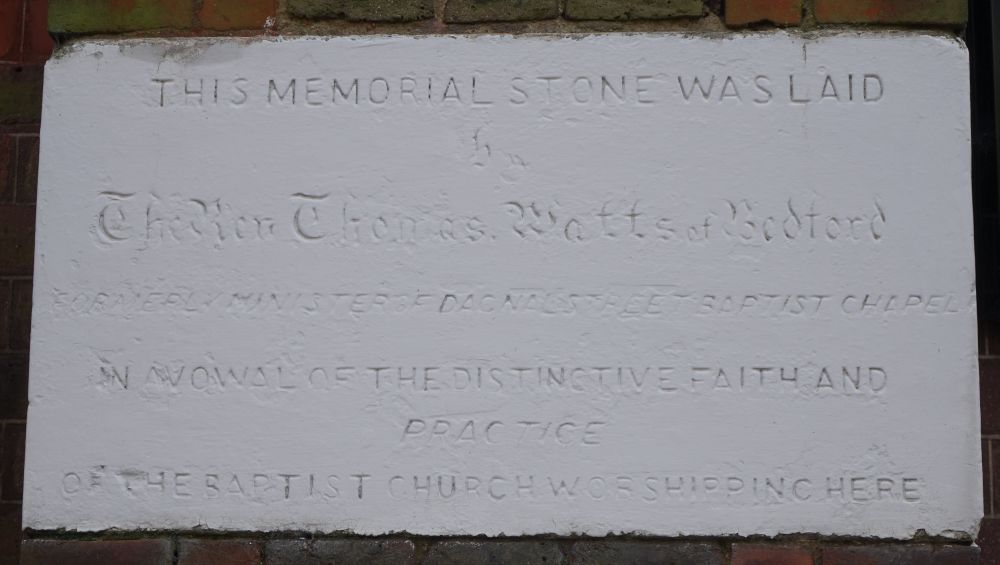 THIS MEMORIAL STONE WAS LAID
by
The Rev Thomas Watts of Bedford
FORMERLY MINISTER OF DAGNAL STREET BAPTIST CHAPEL
IN AVOWAL OF THE DISTINCTIVE FAITH AND
PRACTICE
OF THE BAPTIST CHURCH WORSHIPPING HERE